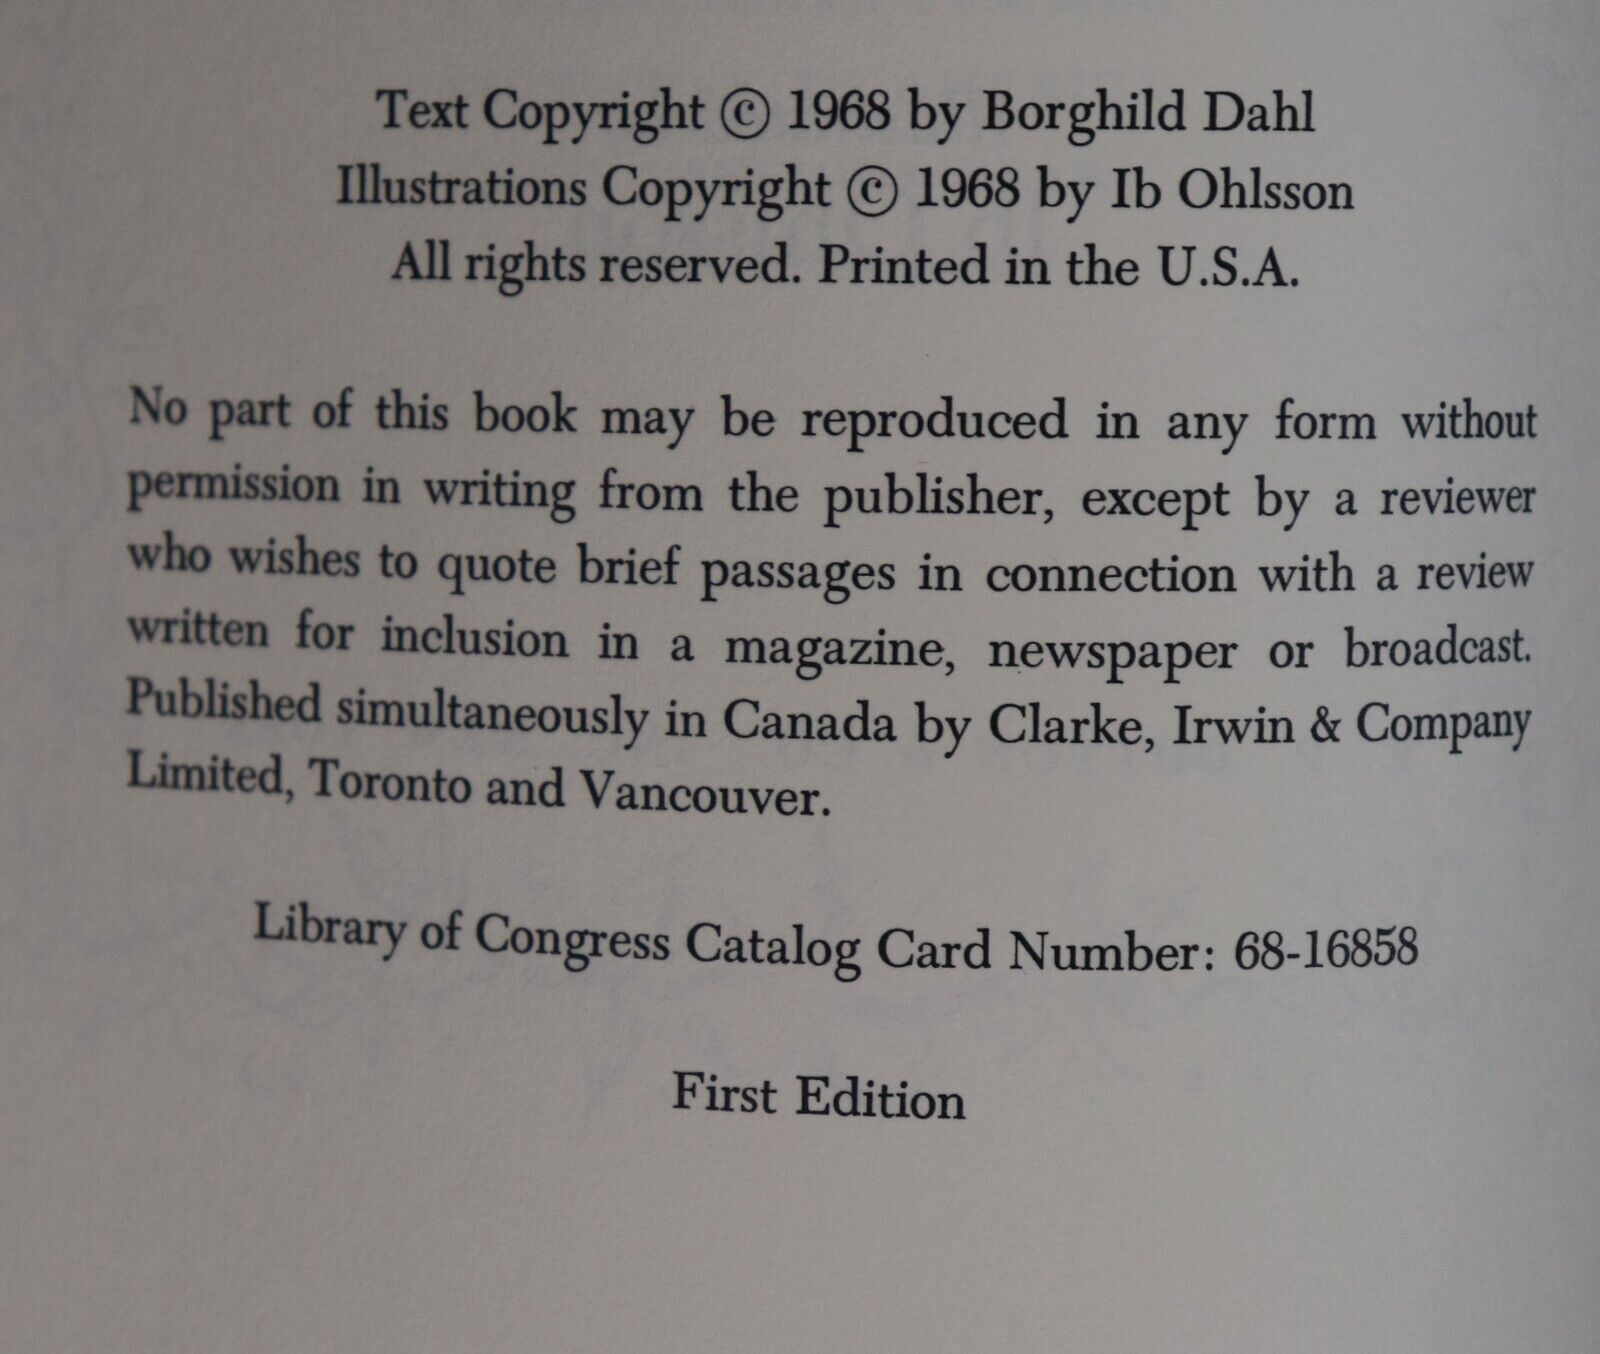 Text Copyright © 1968 by Borghild Dahl
Illustrations Copyright © 1968 by Ib Ohlsson
All rights reserved. Printed in the U.S.A.
No part of this book may be reproduced in any form without
permission in writing from the publisher, except by a reviewer
who wishes to quote brief passages in connection with a review
written for inclusion in a magazine, newspaper or broadcast.
Published simultaneously in Canada by Clarke, Irwin & Company
Limited, Toronto and Vancouver.
Library of Congress Catalog Card Number: 68-16858
First Edition